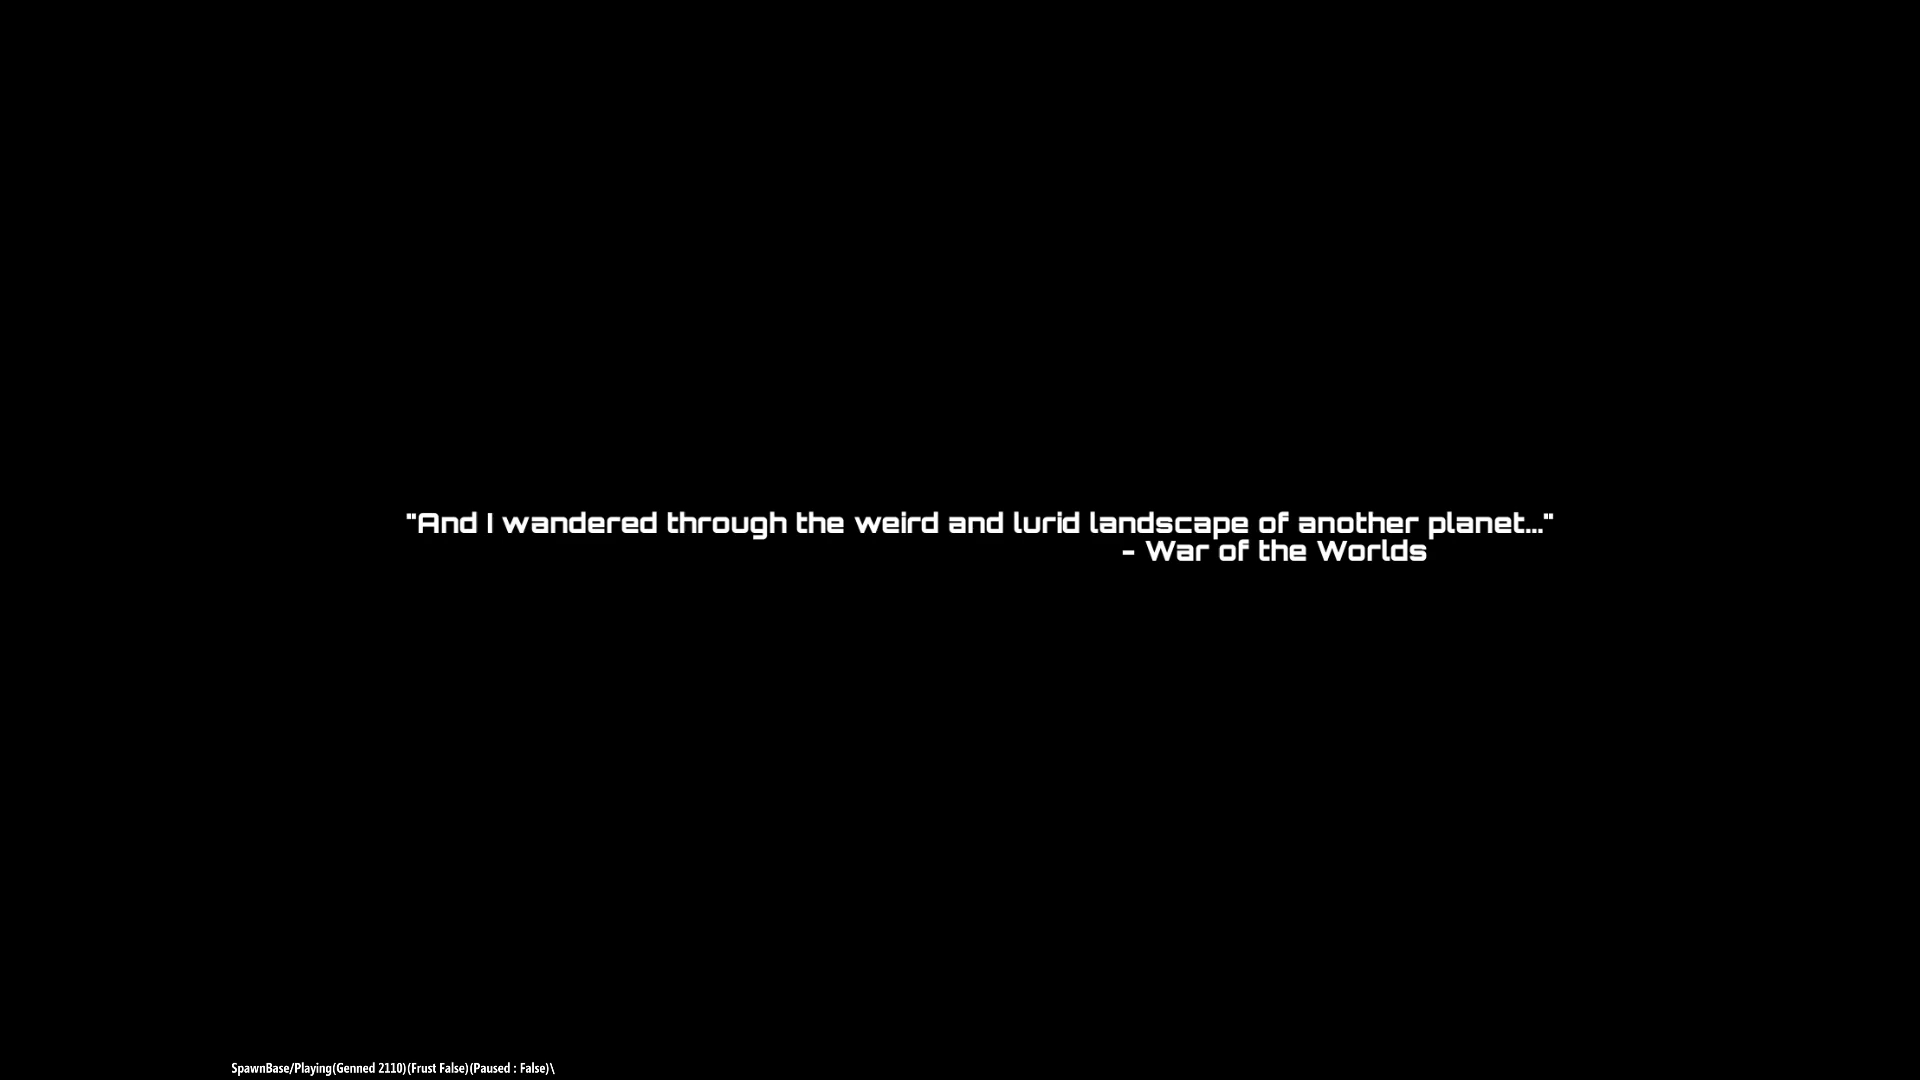 "And I wandered through the weird and lurid landscape of another planet..."
- War of the Worlds
SpawnBase/Playing(Genned 2110)(Frust False)(Paused : False)\